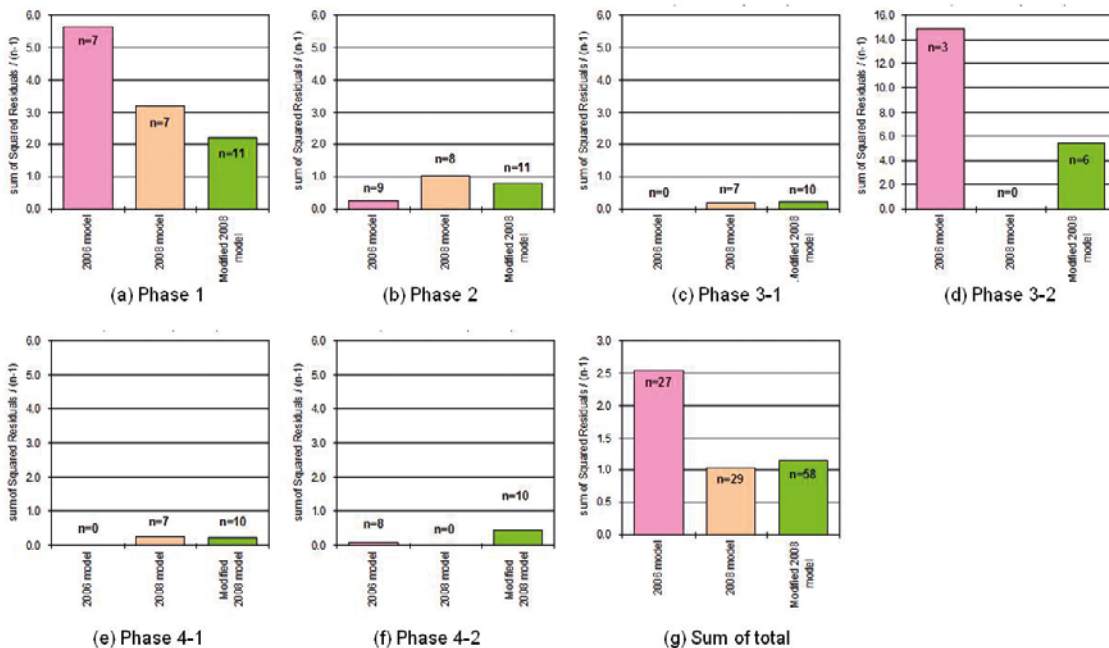 sum of Squared Residuals / (n-1)
6.0
5.0
4.0
3.0
2.0
1.0
0.0
n=7
n=7
n=11
2006 model
2008 model
Modified 2008 model
(a) Phase 1
sum of Squared Residuals / (n-1)
6.0
5.0
4.0
3.0
2.0
1.0
0.0
n=9
n=8
n=11
2006 model
2008 model
Modified 2008 model
(b) Phase 2
sum of Squared Residuals / (n-1)
6.0
5.0
4.0
3.0
2.0
1.0
0.0
n=0
n=7
n=10
2006 model
2008 model
Modified 2008 model
(c) Phase 3-1
sum of Squared Residuals / (n-1)
16.0
14.0
12.0
10.0
8.0
6.0
4.0
2.0
0.0
n=3
n=0
n=6
2006 model
2008 model
Modified 2008 model
(d) Phase 3-2
sum of Squared Residuals / (n-1)
6.0
5.0
4.0
3.0
2.0
1.0
0.0
n=0
n=7
n=10
2006 model
2008 model
Modified
2008 model
(e) Phase 4-1
sum of Squared Residuals / (n-1)
6.0
5.0
4.0
3.0
2.0
1.0
0.0
n=8
n=0
n=10
2006 model
2008 model
Modified
2008 model
(f) Phase 4-2
sum of Squared Residuals / (n-1)
3.0
2.5
2.0
1.5
1.0
0.5
0.0
n=27
n=29
n=58
2006 model
2008 model
Modified 2008
model
(g) Sum of total